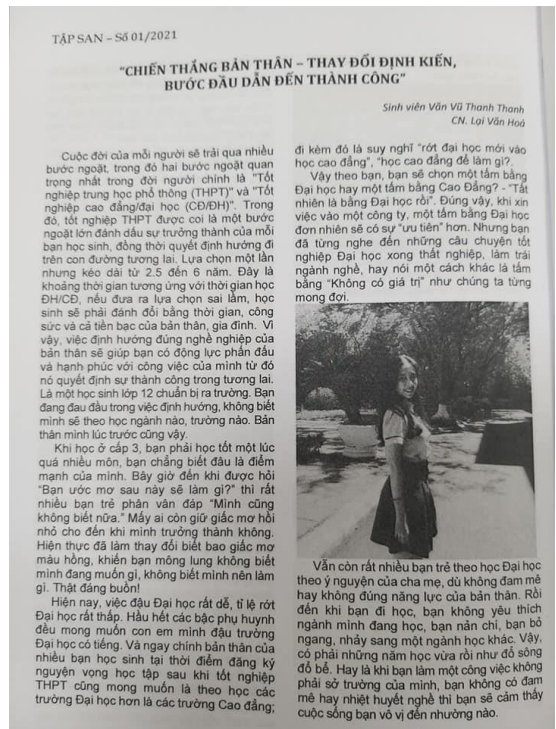 TẬP SAN – Số 01/2021
"CHIẾN THẮNG BẢN THÂN – THAY ĐỔI ĐỊNH KIẾN,
BƯỚC ĐẦU DẪN ĐẾN THÀNH CÔNG"
Sinh viên Văn Vũ Thanh Thanh
CN. Lại Văn Hoá
Cuộc đời của mỗi người sẽ trải qua nhiều
bước ngoặt, trong đó hai bước ngoặt quan
trọng nhất trong đời người chính là "Tốt
nghiệp trung học phổ thông (THPT)" và "Tốt
nghiệp cao đẳng/đại học (CĐ/ĐH)". Trong
đó, tốt nghiệp THPT được coi là một bước
ngoặt lớn đánh dấu sự trưởng thành của mỗi
bạn học sinh, đồng thời quyết định hướng đi
trên con đường tương lai. Lựa chọn một lần
nhưng kéo dài từ 2.5 đến 6 năm. Đây là
khoảng thời gian tương ứng với thời gian học
ĐH/CĐ, nếu đưa ra lựa chọn sai lầm, học
sinh sẽ phải đánh đổi bằng thời gian, công
sức và cả tiền bạc của bản thân, gia đình. Vì
vậy, việc định hướng đúng nghề nghiệp của
bản thân sẽ giúp bạn có động lực phấn đấu
và hạnh phúc với công việc của mình từ đó
nó quyết định sự thành công trong tương lai.
Là một học sinh lớp 12 chuẩn bị ra trường. Bạn
đang đau đầu trong việc định hướng, không biết
mình sẽ theo học ngành nào, trường nào. Bản
thân mình lúc trước cũng vậy.
Khi học ở cấp 3, bạn phải học tốt một lúc
quá nhiều môn, bạn chẳng biết đâu là điểm
mạnh của mình. Bây giờ đến khi được hỏi
"Bạn ước mơ sau này sẽ làm gì?" thì rất
nhiều bạn trẻ phân vân đáp "Mình cũng
không biết nữa." Mấy ai còn giữ giấc mơ hồi
nhỏ cho đến khi mình trưởng thành không.
Hiện thực đã làm thay đổi biết bao giấc mơ
màu hồng, khiến bạn mông lung không biết
mình đang muốn gì, không biết mình nên làm
gì. Thật đáng buồn!
Hiện nay, việc đậu Đại học rất dễ, tỉ lệ rớt
Đại học rất thấp. Hầu hết các bậc phụ huynh
đều mong muốn con em mình đậu trường
Đại học có tiếng. Và ngay chính bản thân của
nhiều bạn học sinh tại thời điểm đăng ký
nguyện vọng học tập sau khi tốt nghiệp
THPT cũng mong muốn là theo học các
trường Đại học hơn là các trường Cao đẳng;
đi kèm đó là suy nghĩ "rớt đại học mới vào
học cao đẳng", "học cao đẳng để làm gì?.
Vậy theo bạn, bạn sẽ chọn một tấm bằng
Đại học hay một tấm bằng Cao Đẳng? - "Tất
nhiên là bằng Đại học rồi". Đúng vậy, khi xin
việc vào một công ty, một tấm bằng Đại học
đơn nhiên sẽ có sự "ưu tiên" hơn. Nhưng bạn
đã từng nghe đến những câu chuyện tốt
nghiệp Đại học xong thất nghiệp, làm trái
ngành nghề, hay nói một cách khác là tấm
bằng "Không có giá trị" như chúng ta từng
mong đợi.
Vẫn còn rất nhiều bạn trẻ theo học Đại học
theo ý nguyện của cha mẹ, dù không đam mê
hay không đúng năng lực của bản thân. Rồi
đến khi bạn đi học, bạn không yêu thích
ngành mình đang học, bạn nản chí, bạn bỏ
ngang, nhảy sang một ngành học khác. Vậy,
có phải những năm học vừa rồi như đổ sông
đổ bể. Hay là khi bạn làm một công việc không
phải sở trường của mình, bạn không có đam
mê hay nhiệt huyết nghề thì bạn sẽ cảm thấy
cuộc sống bạn vô vị đến nhường nào.